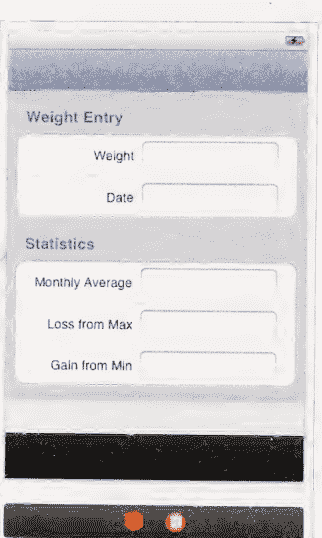 Weight Entry
Weight
Date
Statistics
Monthly Average
Loss from Max
Gain from Min